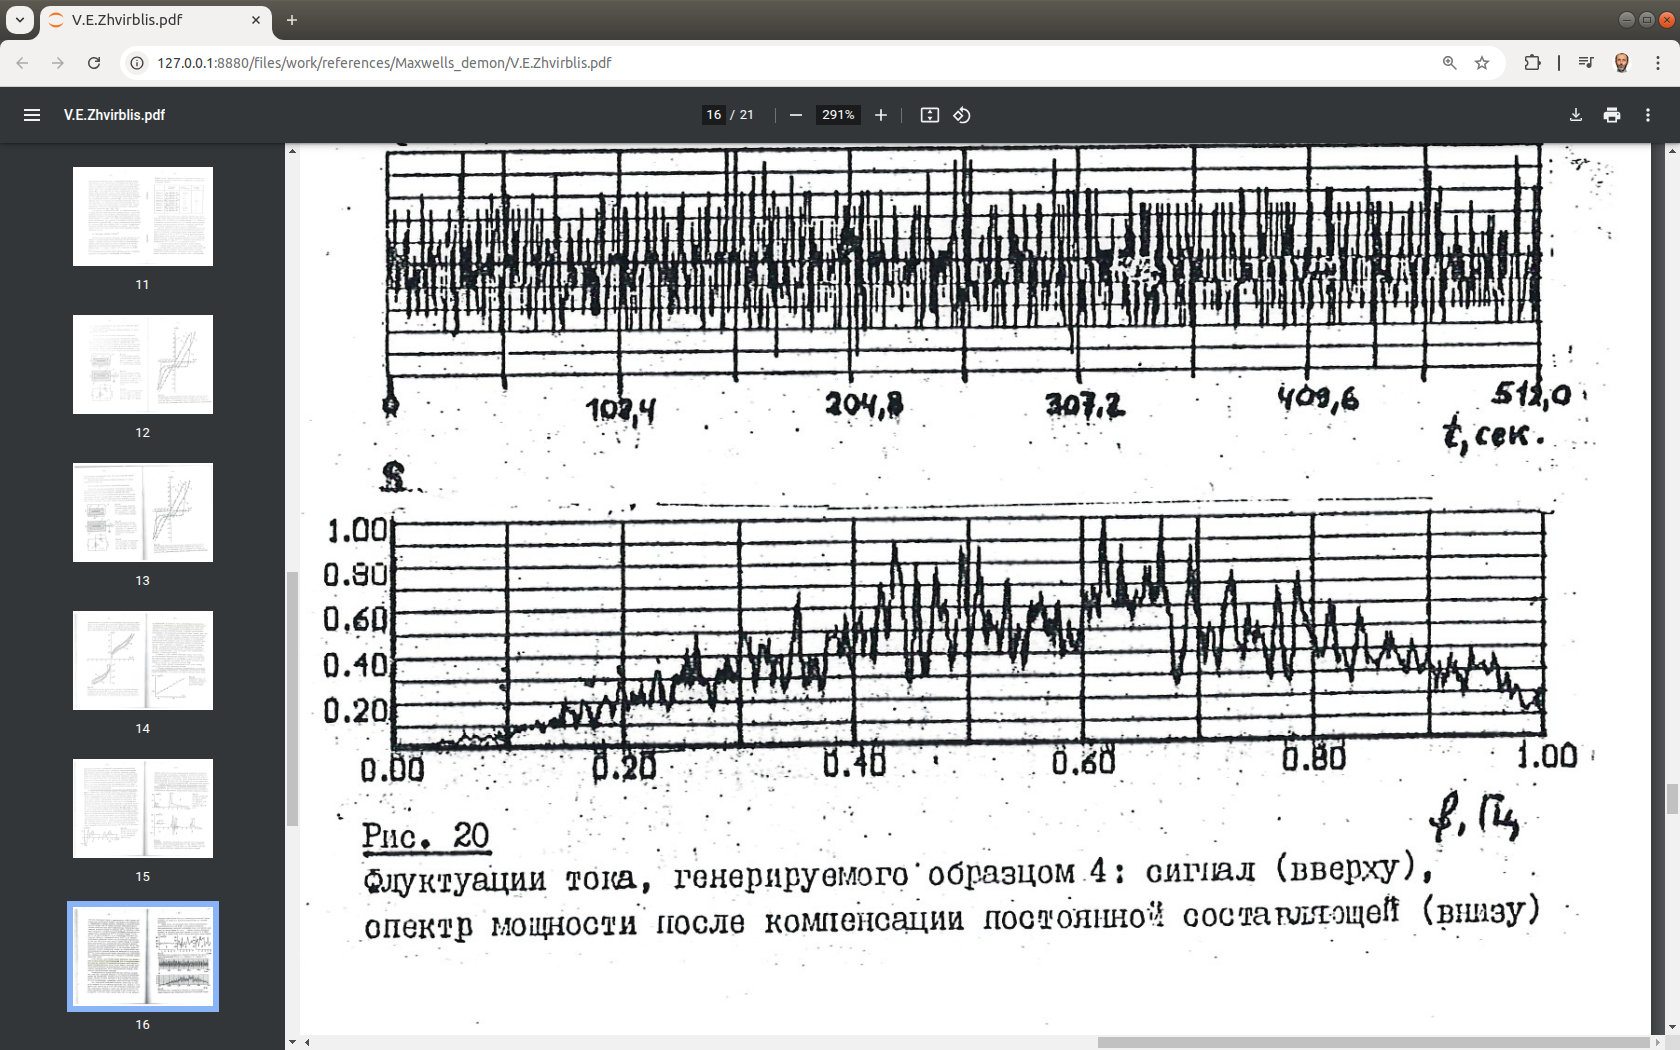 V.E.Zhvirblis.pdf
127.0.0.1:8880/files/work/references/Maxwells_demon/V.E.Zhvirblis.pdf
V.E.Zhvirblis.pdf
16 / 21
291%
11
12
13
14
15
16
0 102,4 204,8 307,2 409,6 512,0
t, сек.
S
1.00
0.80
0.60
0.40
0.20
0.00 0.20 0.40 0.60 0.80 1.00
f, Гц
Рис. 20
Флуктуации тока, генерируемого образцом 4: сигнал (вверху),
спектр мощности после компенсации постоянной составляющей (внизу)